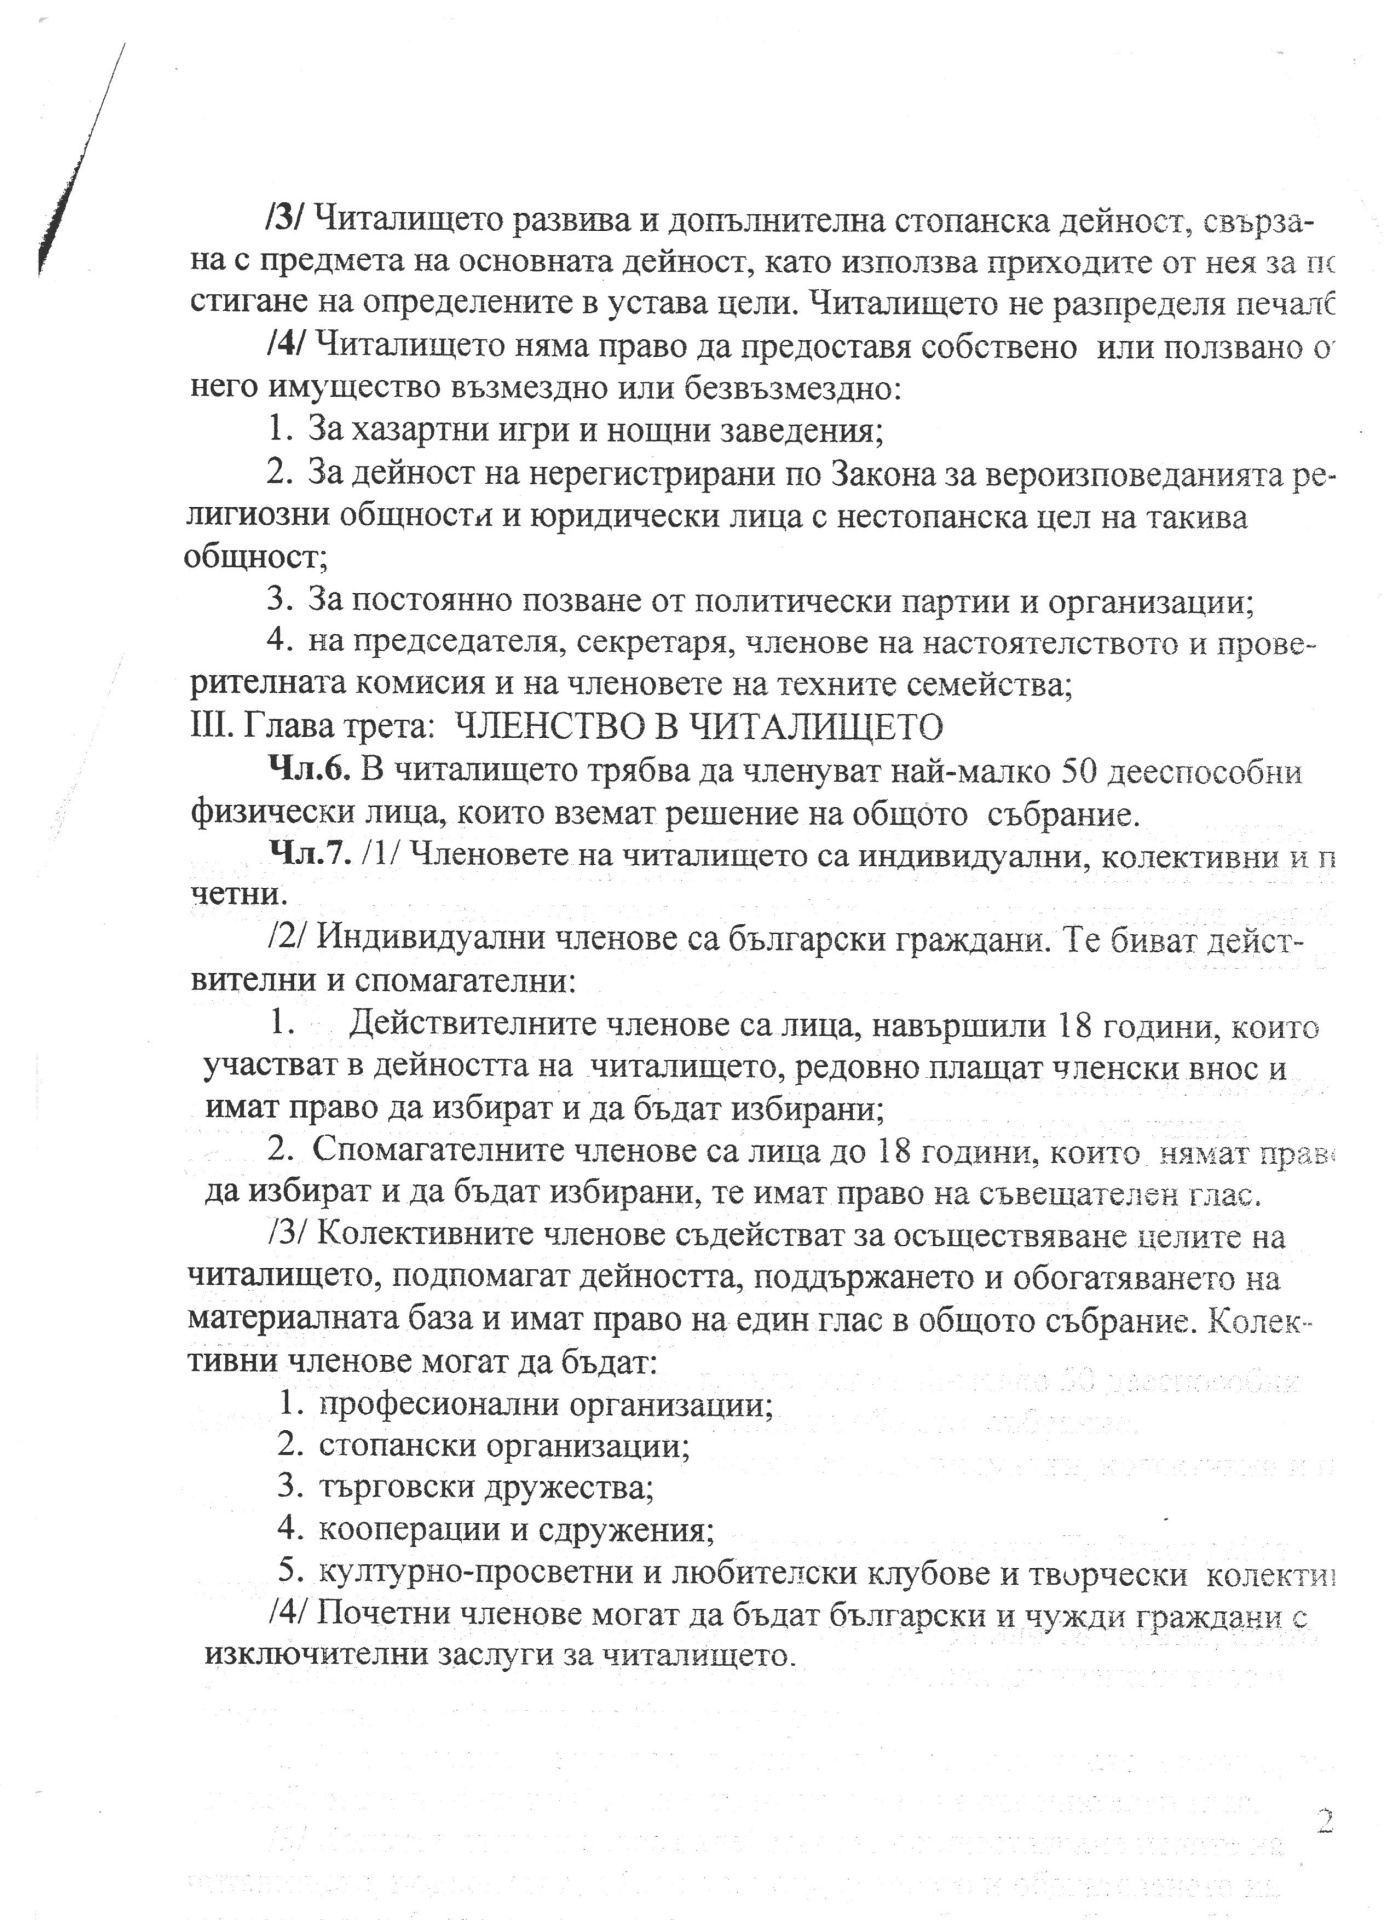 /3/ Читалището развива и допълнителна стопанска дейност, свърза-
на с предмета на основната дейност, като използва приходите от нея за по
стигане на определените в устава цели. Читалището не разпределя печалб
/4/ Читалището няма право да предоставя собствено или ползвано от
него имущество възмездно или безвъзмездно:
1. За хазартни игри и нощни заведения;
2. За дейност на нерегистрирани по Закона за вероизповеданията ре-
лигиозни общности и юридически лица с нестопанска цел на такива
общност;
3. За постоянно позване от политически партии и организации;
4. на председателя, секретаря, членове на настоятелството и прове-
рителната комисия и на членовете на техните семейства;
III. Глава трета: ЧЛЕНСТВО В ЧИТАЛИЩЕТО
Чл.6. В читалището трябва да членуват най-малко 50 дееспособни
физически лица, които вземат решение на общото събрание.
Чл.7. /1/ Членовете на читалището са индивидуални, колективни и п
четни.
/2/ Индивидуални членове са български граждани. Те биват дейст-
вителни и спомагателни:
1. Действителните членове са лица, навършили 18 години, които
участват в дейността на читалището, редовно плащат членски внос и
имат право да избират и да бъдат избирани;
2. Спомагателните членове са лица до 18 години, които нямат право
да избират и да бъдат избирани, те имат право на съвещателен глас.
/3/ Колективните членове съдействат за осъществяване целите на
читалището, подпомагат дейността, поддържането и обогатяването на
материалната база и имат право на един глас в общото събрание. Колек-
тивни членове могат да бъдат:
1. професионални организации;
2. стопански организации;
3. търговски дружества;
4. кооперации и сдружения;
5. културно-просветни и любителски клубове и творчески колекти
/4/ Почетни членове могат да бъдат български и чужди граждани с
изключителни заслуги за читалището.
2